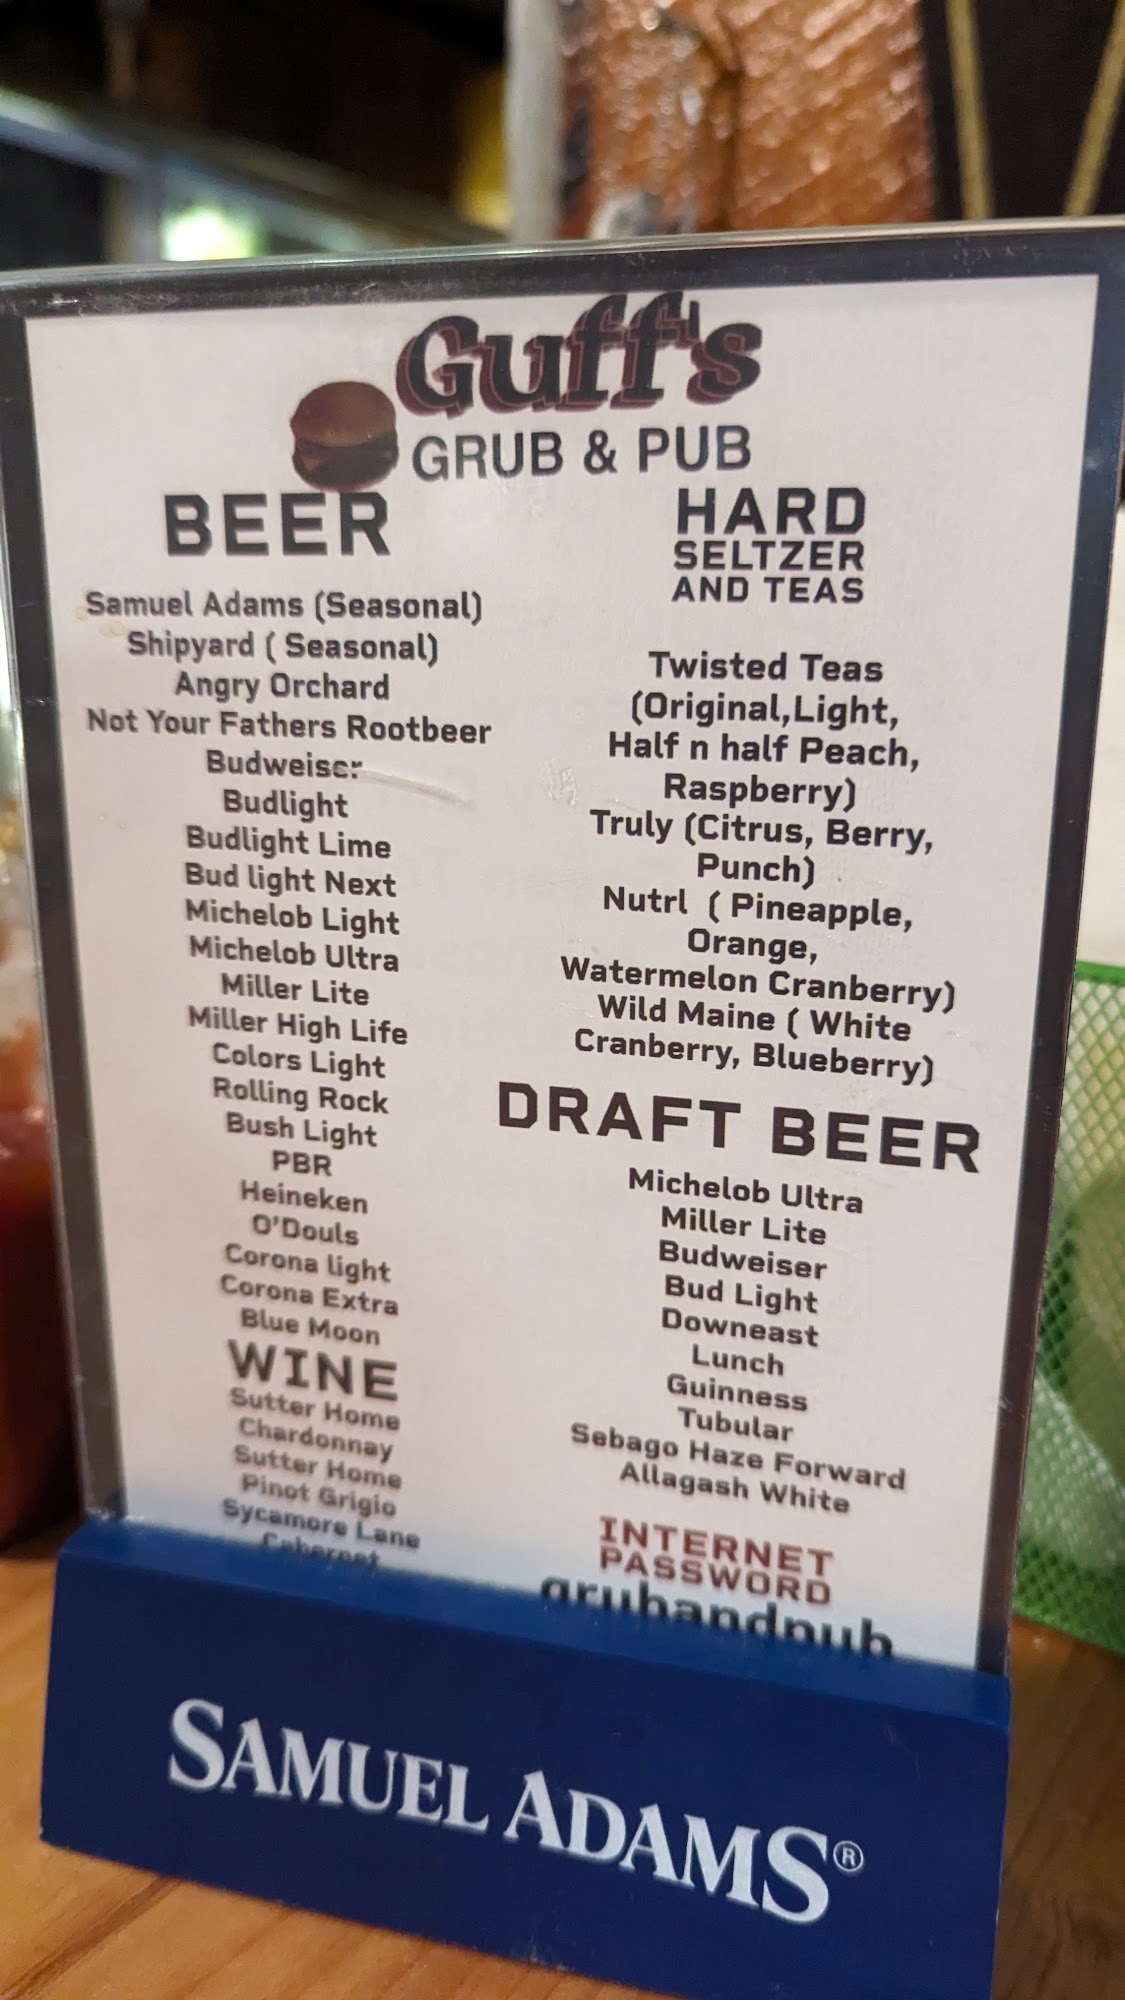 Guff's
GRUB & PUB
BEER
Samuel Adams (Seasonal)
Shipyard ( Seasonal)
Angry Orchard
Not Your Fathers Rootbeer
Budweiser
Budlight
Budlight Lime
Bud light Next
Michelob Light
Michelob Ultra
Miller Lite
Miller High Life
Colors Light
Rolling Rock
Bush Light
PBR
Heineken
O'Douls
Corona light
Corona Extra
Blue Moon
WINE
Sutter Home
Chardonnay
Sutter Home
Pinot Grigio
Sycamore Lane
Cabernet
HARD
SELTZER
AND TEAS
Twisted Teas
(Original,Light,
Half n half Peach,
Raspberry)
Truly (Citrus, Berry,
Punch)
Nutrl ( Pineapple,
Orange,
Watermelon Cranberry)
Wild Maine ( White
Cranberry, Blueberry)
DRAFT BEER
Michelob Ultra
Miller Lite
Budweiser
Bud Light
Downeast
Lunch
Guinness
Tubular
Sebago Haze Forward
Allagash White
INTERNET
PASSWORD
grubandpub
SAMUEL ADAMS®